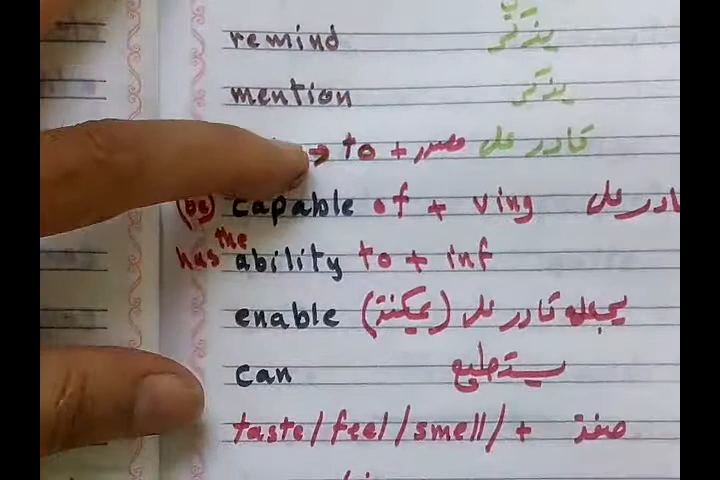 remind يذكر
mention يذكر
→ to + مصدر قادر على
(be) capable of + ving قادر على
has the ability to + inf
enable (يمكنة) يجعله قادر على
can يستطيع
taste/feel/smell/ + صفة